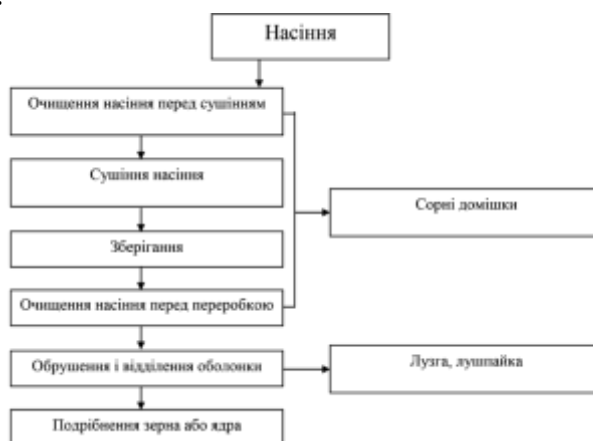 Насіння
Очищення насіння перед сушінням
Сушіння насіння
Сорні домішки
Зберігання
Очищення насіння перед переробкою
Обрушення і відділення оболонки
Лузга, лушпайка
Подрібнення зерна або ядра